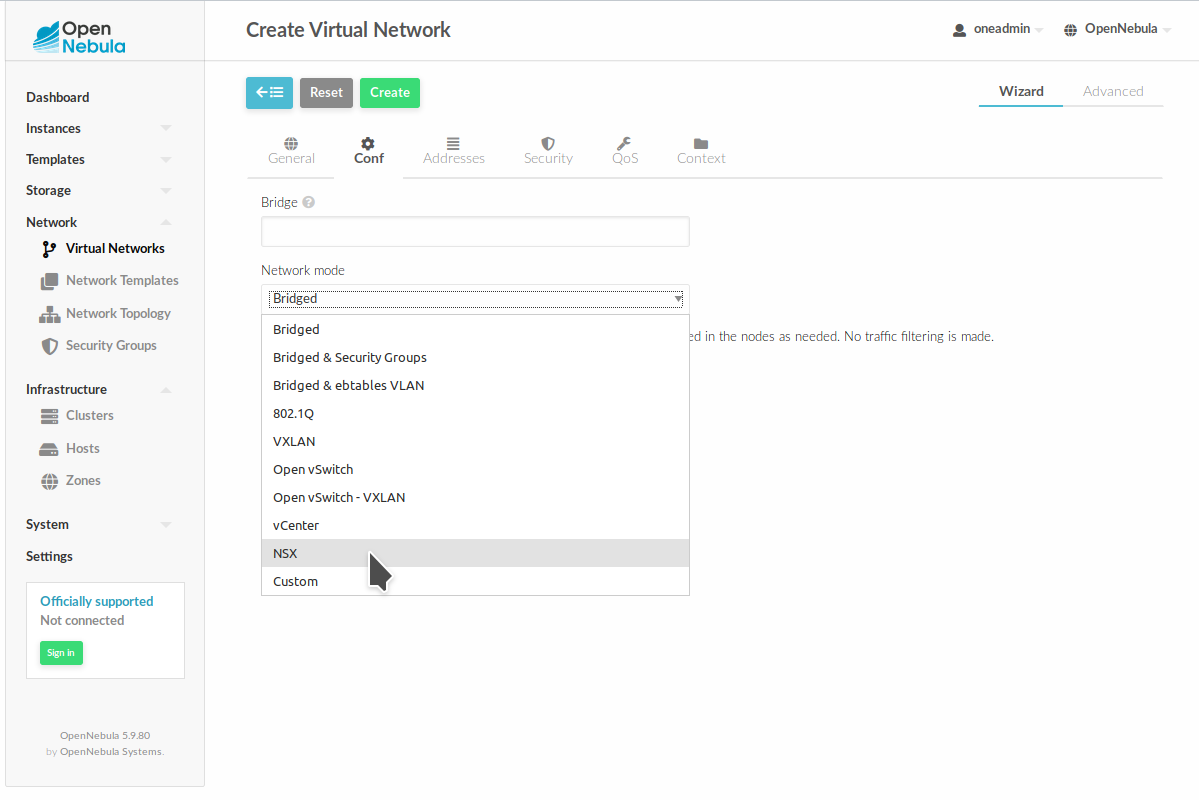 Open
Nebula
Create Virtual Network
oneadmin
OpenNebula
Reset
Create
Wizard
Advanced
Dashboard
Instances
Templates
Storage
Network
Virtual Networks
Network Templates
Network Topology
Security Groups
Infrastructure
Clusters
Hosts
Zones
System
Settings
Officially supported
Not connected
Sign in
OpenNebula 5.9.80
by OpenNebula Systems.
General
Conf
Addresses
Security
QoS
Context
Bridge ?
Network mode
Bridged
ed in the nodes as needed. No traffic filtering is made.
Bridged
Bridged & Security Groups
Bridged & ebtables VLAN
802.1Q
VXLAN
Open vSwitch
Open vSwitch - VXLAN
vCenter
NSX
Custom